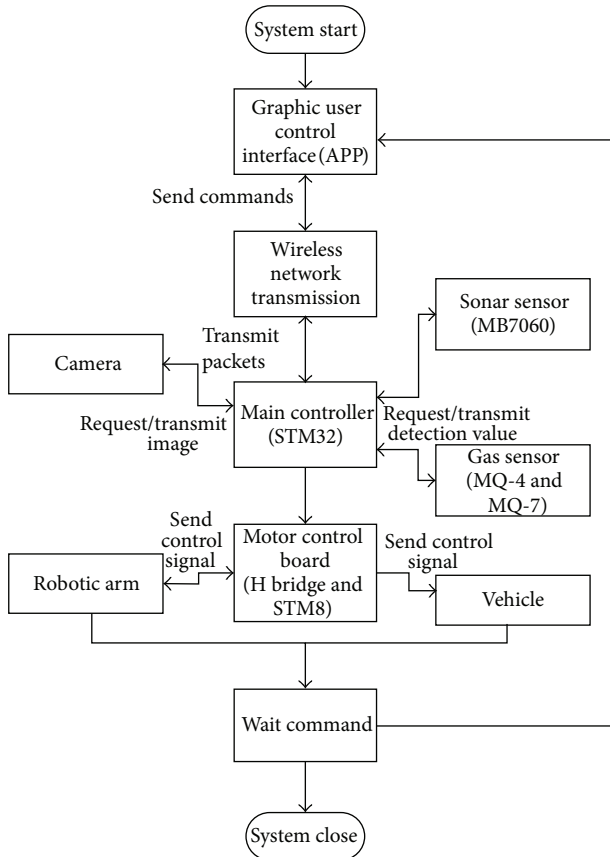 System start
Graphic user
control
interface (APP)
Send commands
Wireless
network
transmission
Sonar sensor
(MB7060)
Camera
Transmit
packets
Request/transmit
image
Main controller
(STM32)
Request/transmit
detection value
Gas sensor
(MQ-4 and
MQ-7)
Send
control
signal
Motor control
board
(H bridge and
STM8)
Send control
signal
Robotic arm
Vehicle
Wait command
System close